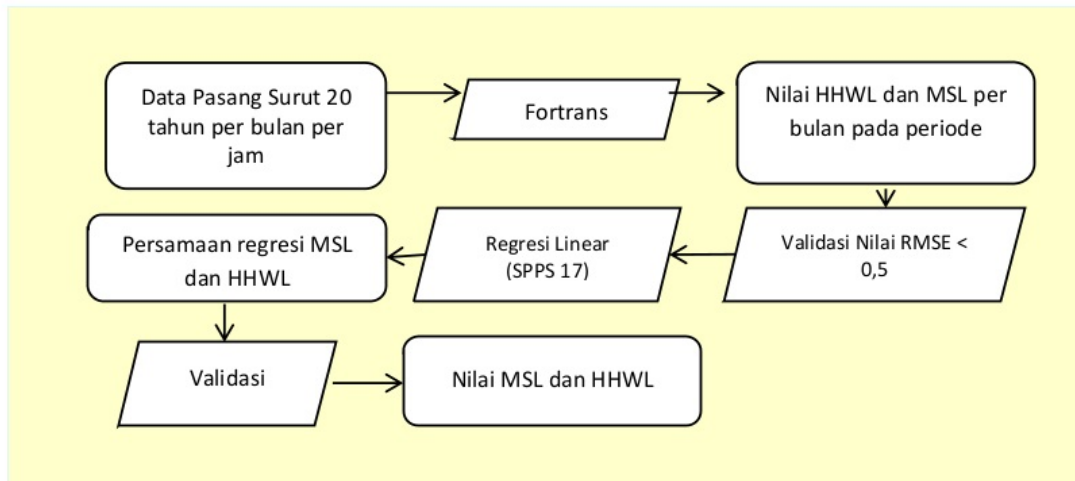 Data Pasang Surut 20
tahun per bulan per
jam
Fortrans
Nilai HHWL dan MSL per
bulan pada periode
Validasi Nilai RMSE <
0,5
Regresi Linear
(SPPS 17)
Persamaan regresi MSL
dan HHWL
Validasi
Nilai MSL dan HHWL